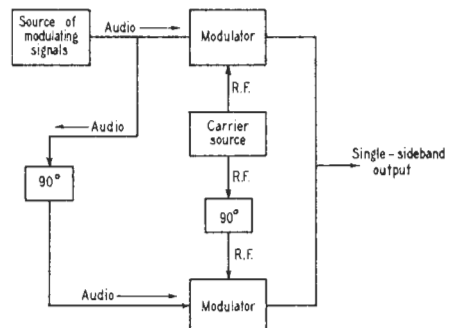 Source of
modulating
signals
Audio
Modulator
R.F.
Audio
Carrier
source
Single-sideband
output
R.F.
90°
90°
R.F.
Audio
Modulator